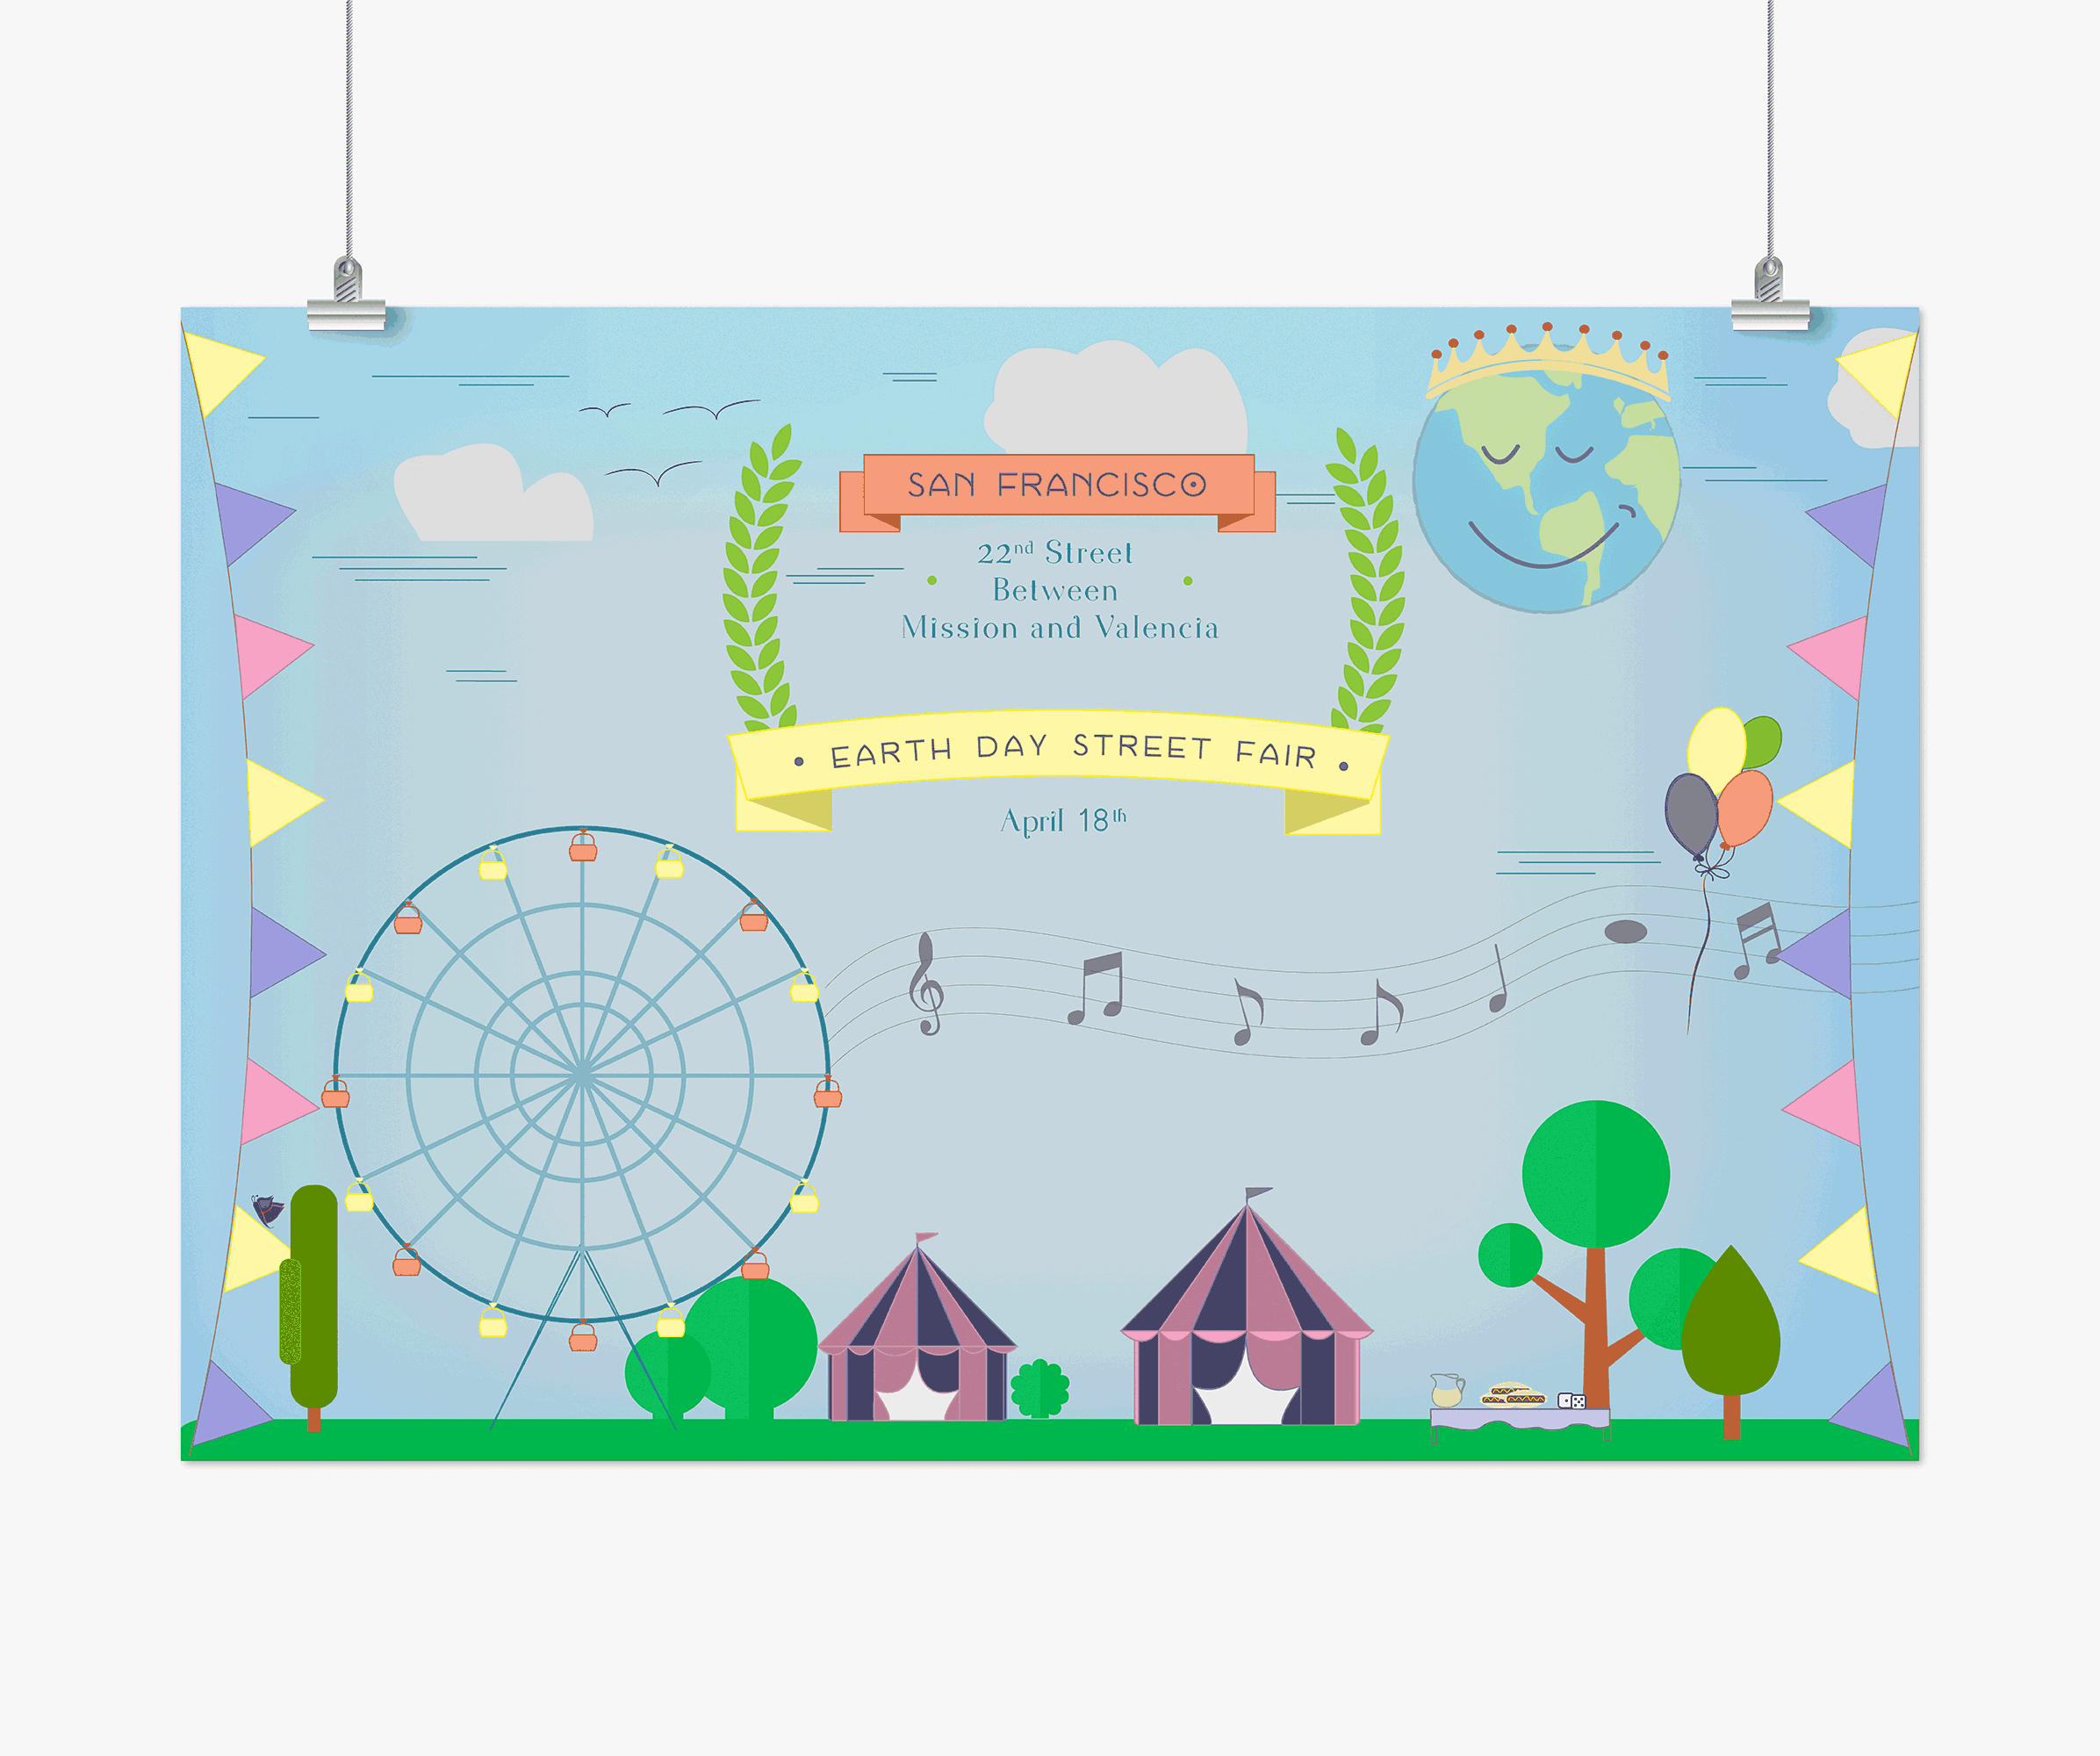 SAN FRANCISCO
22nd Street
Between
Mission and Valencia
• EARTH DAY STREET FAIR •
April 18th